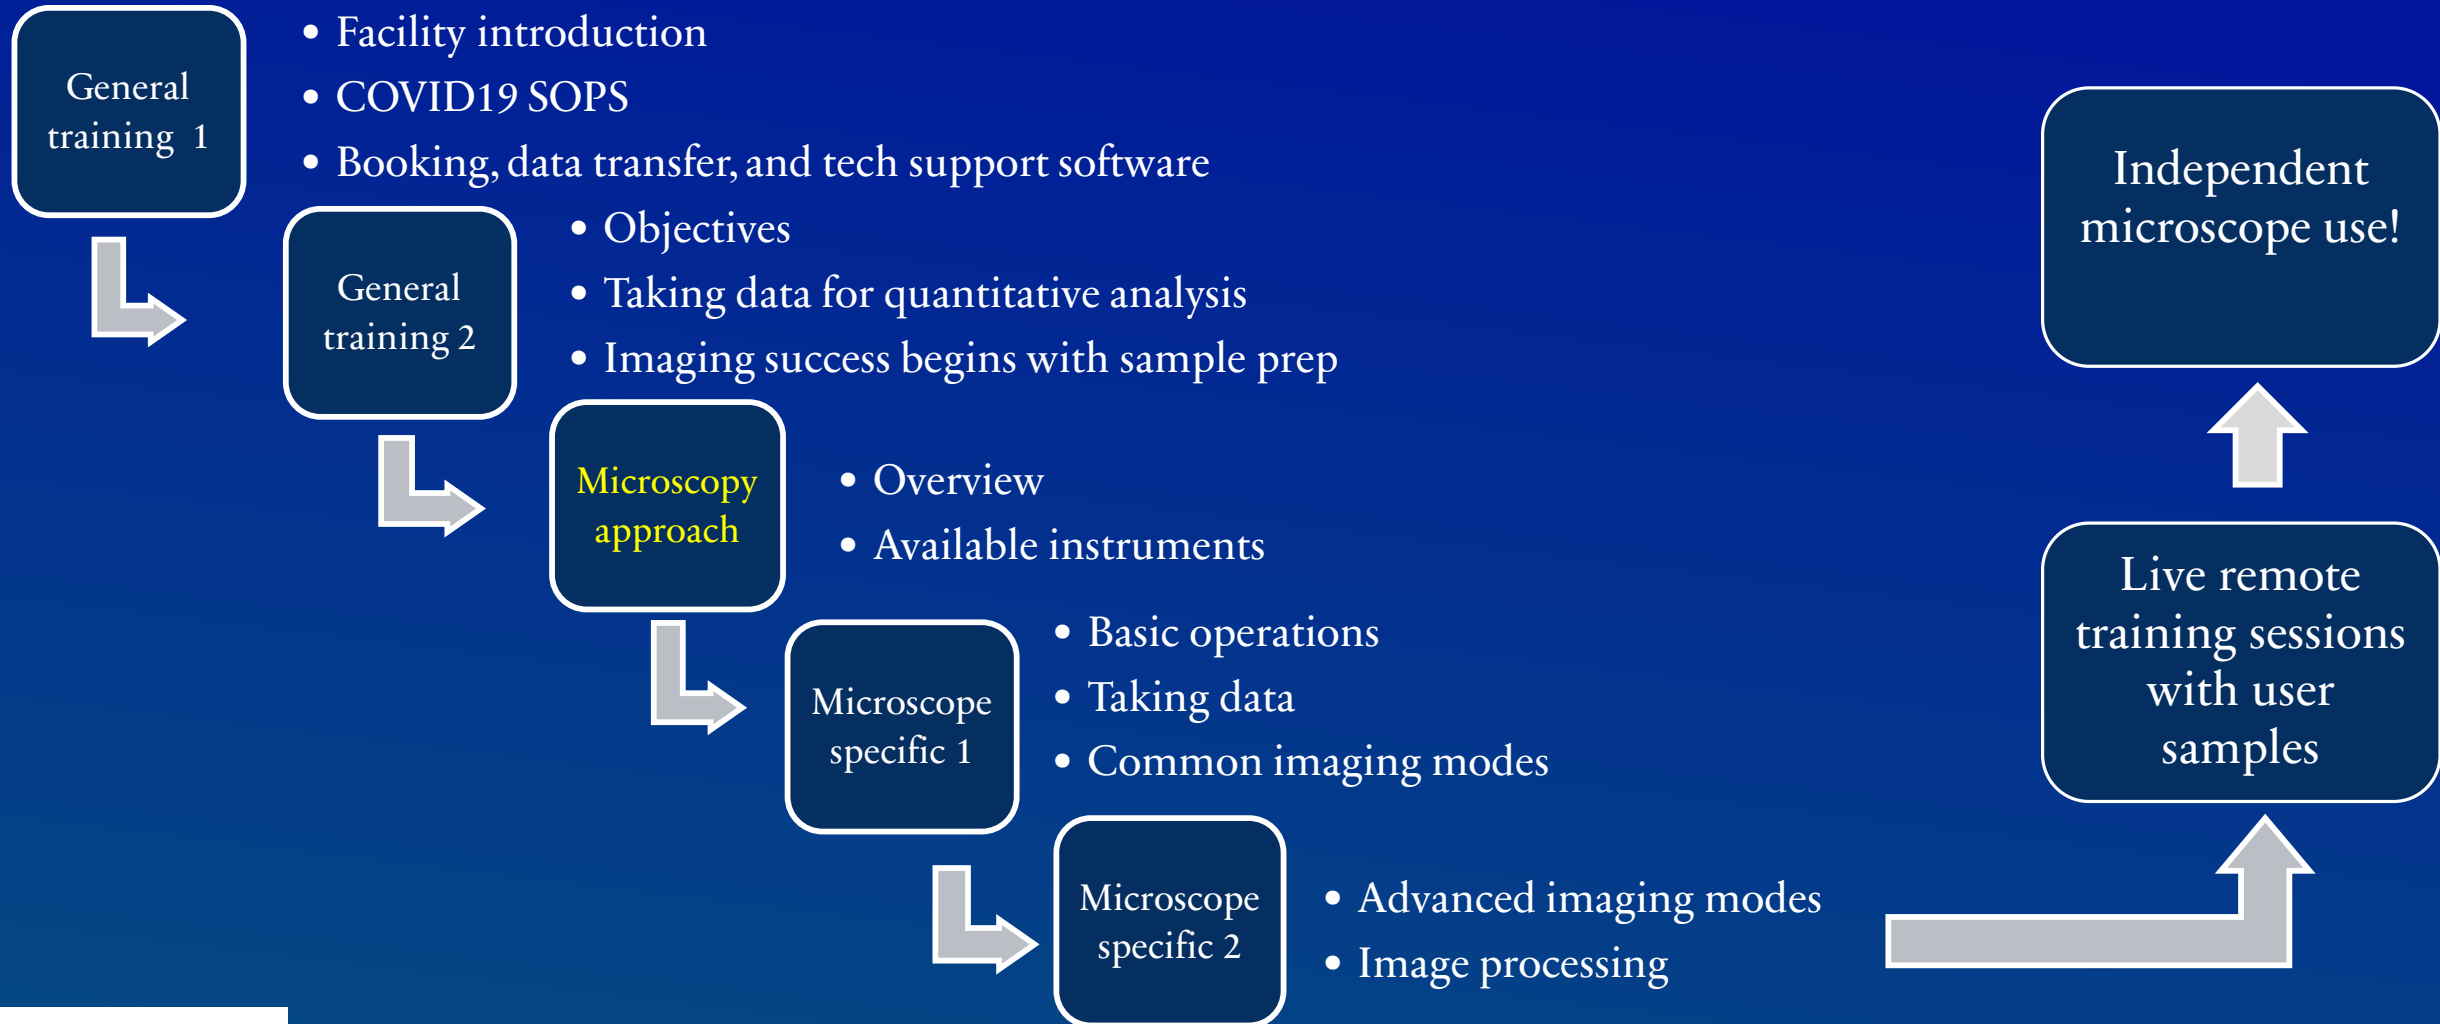 General
training 1
• Facility introduction
• COVID19 SOPS
• Booking, data transfer, and tech support software
General
training 2
• Objectives
• Taking data for quantitative analysis
• Imaging success begins with sample prep
Microscopy
approach
• Overview
• Available instruments
Microscope
specific 1
• Basic operations
• Taking data
• Common imaging modes
Microscope
specific 2
• Advanced imaging modes
• Image processing
Live remote
training sessions
with user
samples
Independent
microscope use!